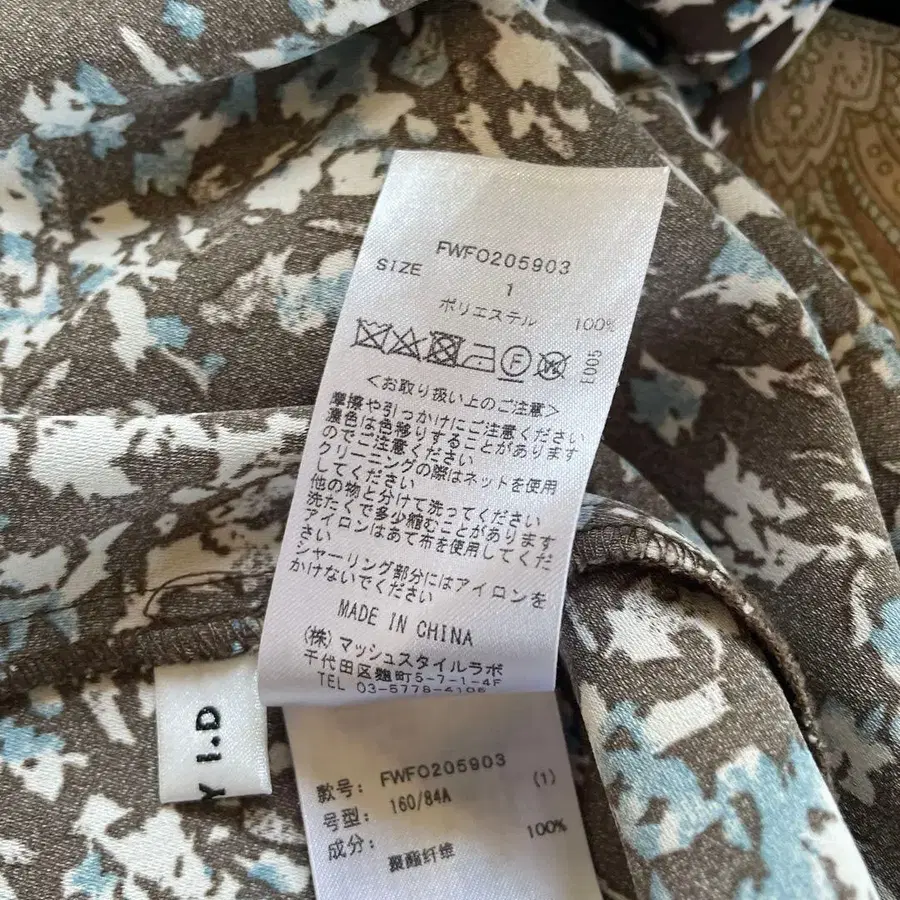 FWFO205903
SIZE
1
ポリエステル 100%
F W
E005
<お取り扱い上のご注意>
摩擦や引っかけにご注意ください
濃色は色移りすることがあります
のでご注意ください
クリーニングの際はネットを使用
してください
他の物と分けて洗ってください
洗たくで多少縮むことがあります
アイロンはあて布を使用してくだ
さい
シャーリング部分にはアイロンを
かけないでください
MADE IN CHINA
(株)マッシュスタイルラボ
千代田区麹町5-7-1-4F
TEL 03-5778-4106
Y I.D
款号: FWFO205903 (1)
号型: 160/84A
成分: 100%
聚酯纤维